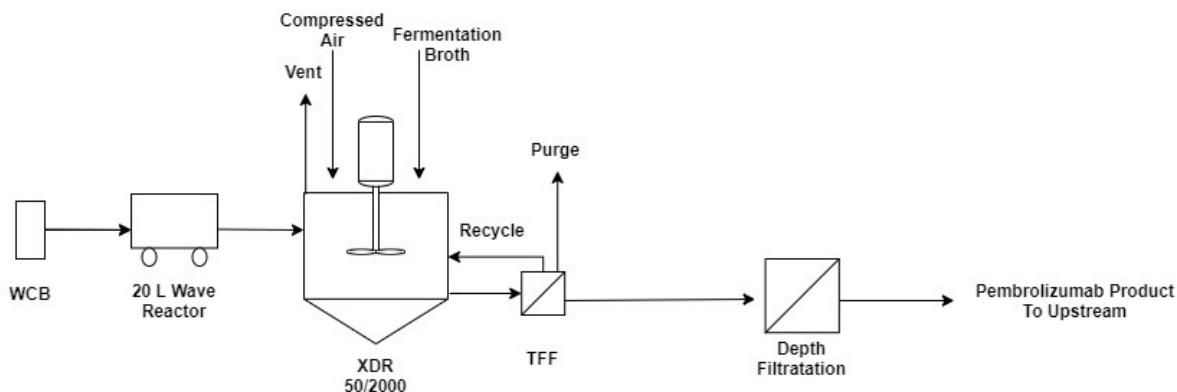 Compressed
Air
Fermentation
Broth
Vent
Purge
Recycle
WCB
20 L Wave
Reactor
XDR
50/2000
TFF
Depth
Filtratation
Pembrolizumab Product
To Upstream